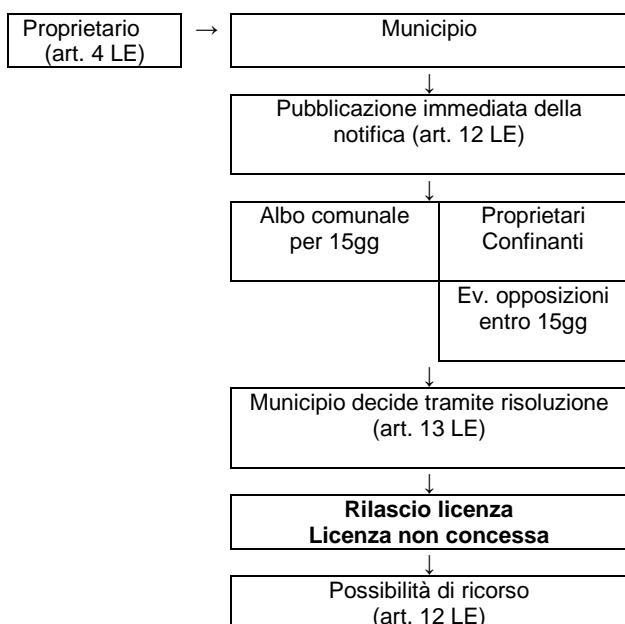 Proprietario
(art. 4 LE)
→
Municipio
↓
Pubblicazione immediata della
notifica (art. 12 LE)
↓
Albo comunale
per 15gg
Proprietari
Confinanti
Ev. opposizioni
entro 15gg
↓
Municipio decide tramite risoluzione
(art. 13 LE)
↓
Rilascio licenza
Licenza non concessa
↓
Possibilità di ricorso
(art. 12 LE)